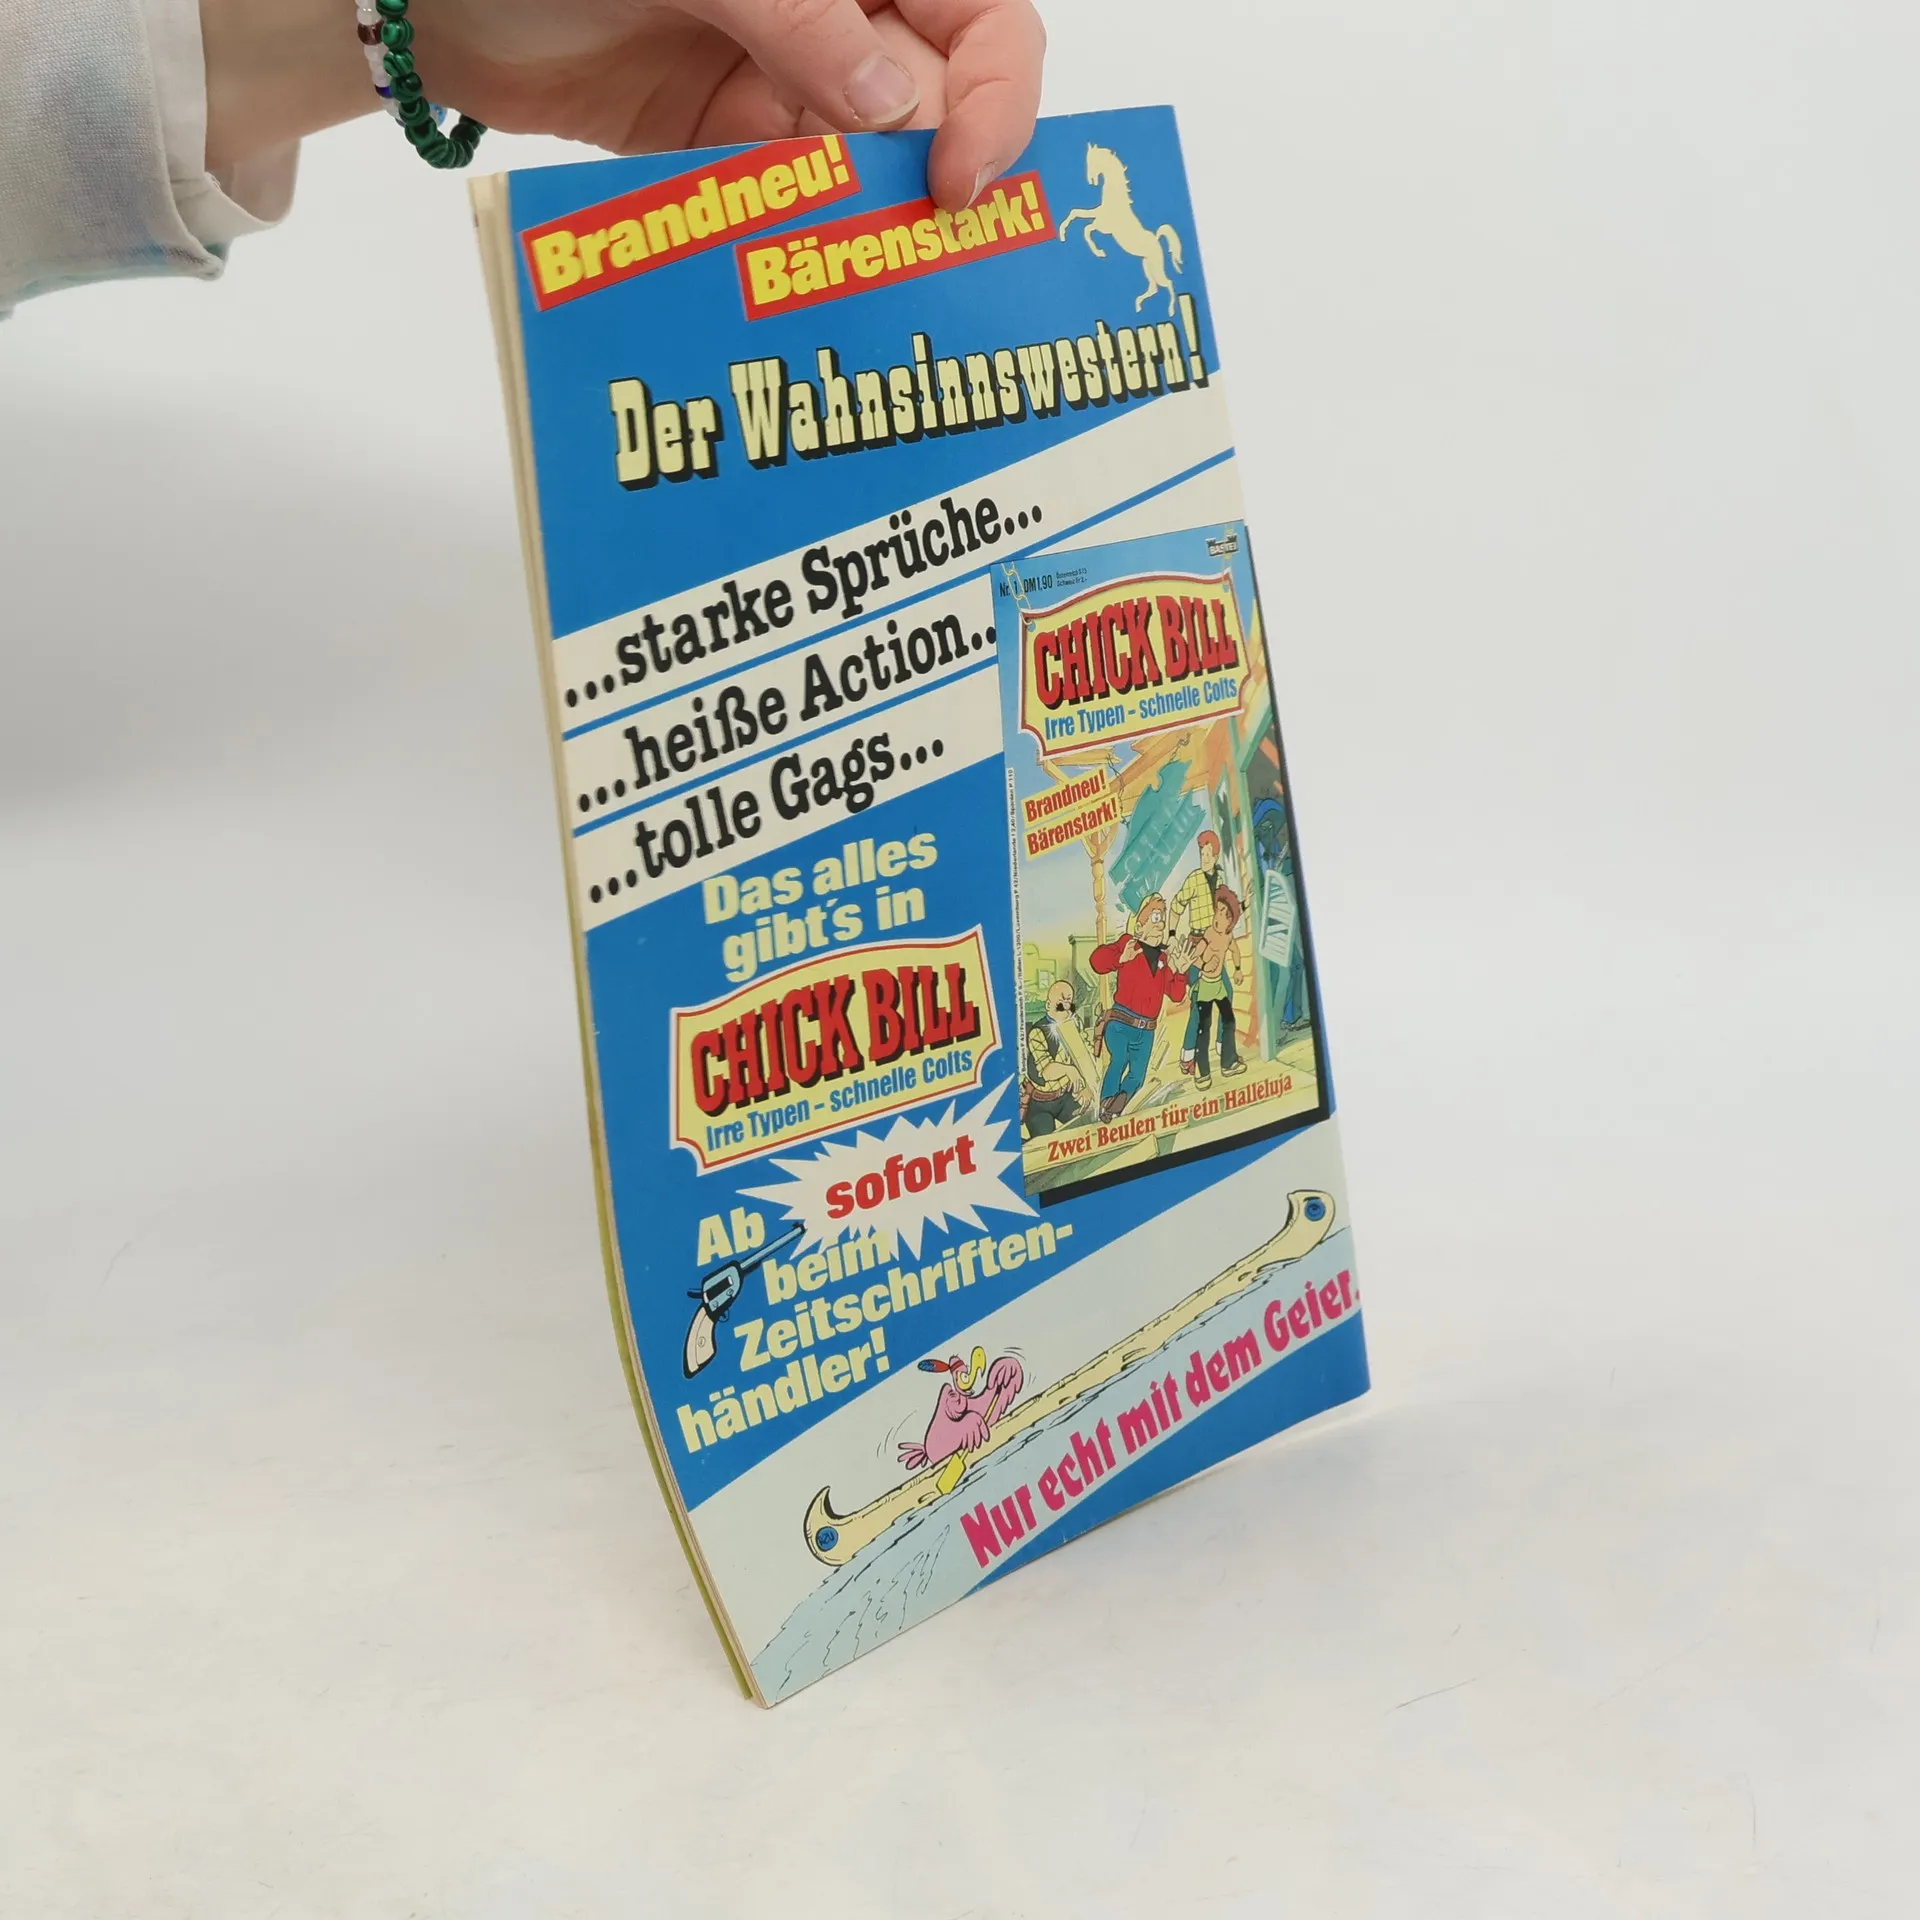 Brandneu!
Bärenstark!
Der Wahnsinnswestern!
...starke Sprüche...
...heiße Action..
...tolle Gags...
Das alles
gibt's in
CHICK BILL
Irre Typen - schnelle Colts
Ab sofort
beim
Zeitschriften-
händler!
BASTEI
Nr. 1 DM 1,90
CHICK BILL
Irre Typen - schnelle Colts
Brandneu!
Bärenstark!
Zwei Beulen für ein Halleluja
Nur echt mit dem Geier.